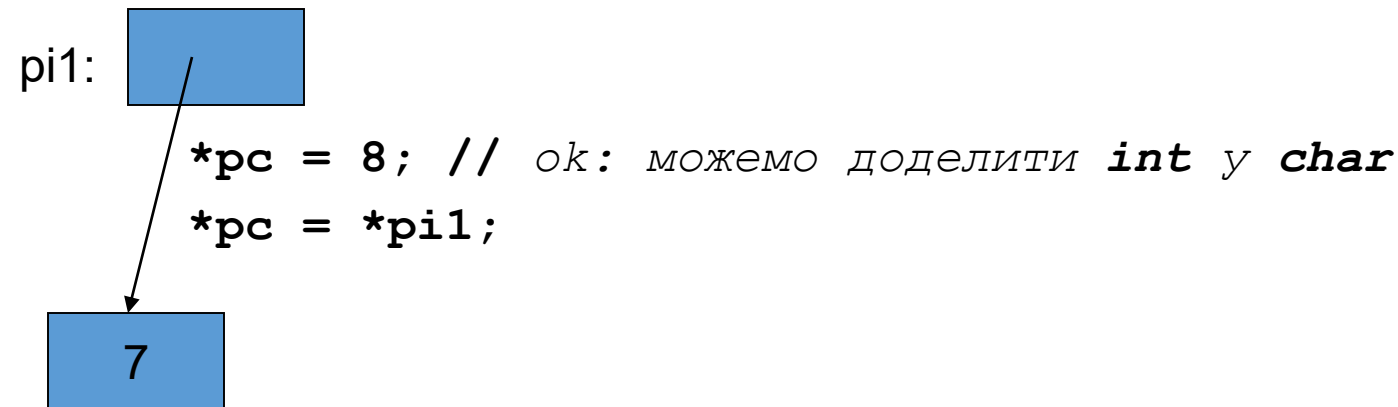 pi1:
*pc = 8; // ok: можемо доделити int у char
*pc = *pi1;
7